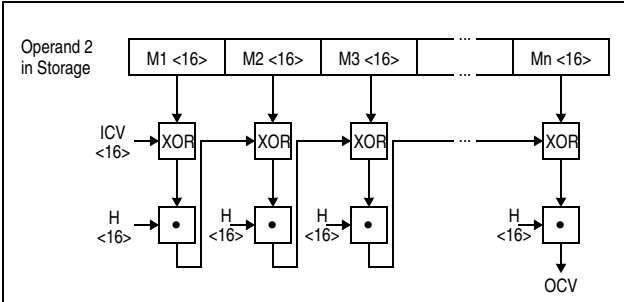 Operand 2
in Storage
M1 <16> M2 <16> M3 <16> ... ... Mn <16>
ICV
<16>
XOR XOR XOR ... XOR
H
<16>
H
<16>
H
<16>
H
<16>
OCV